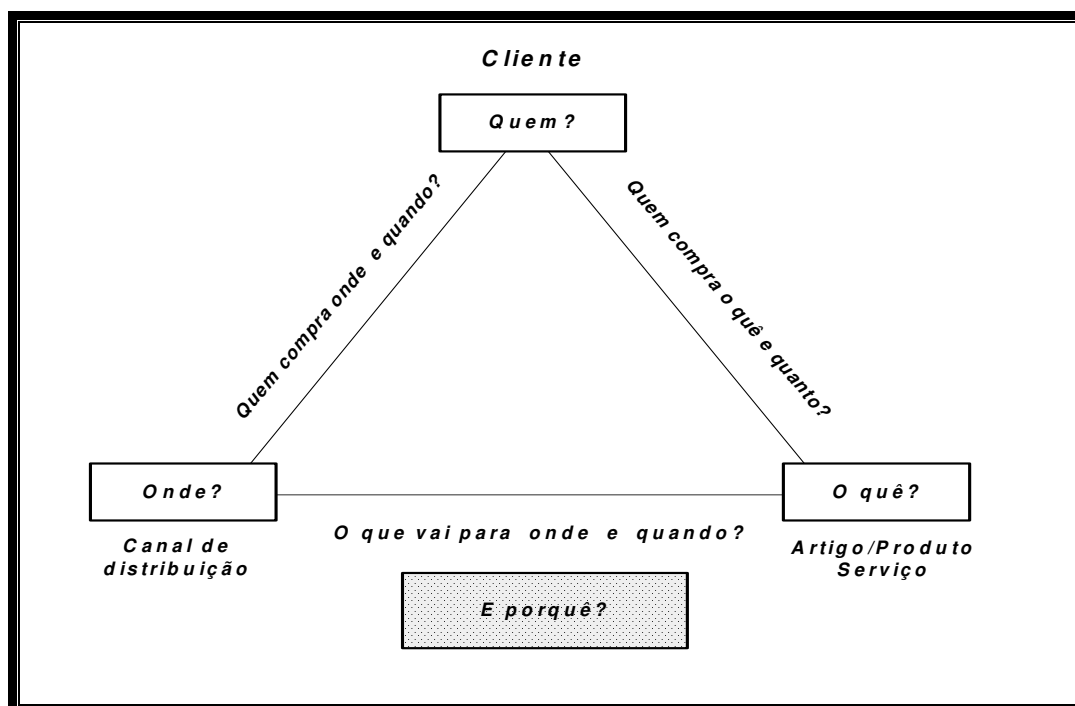 Cliente
Quem?
Quem compra onde e quando?
Quem compra o quê e quanto?
Onde?
O quê?
O que vai para onde e quando?
Canal de
distribuição
Artigo/Produto
Serviço
E porquê?